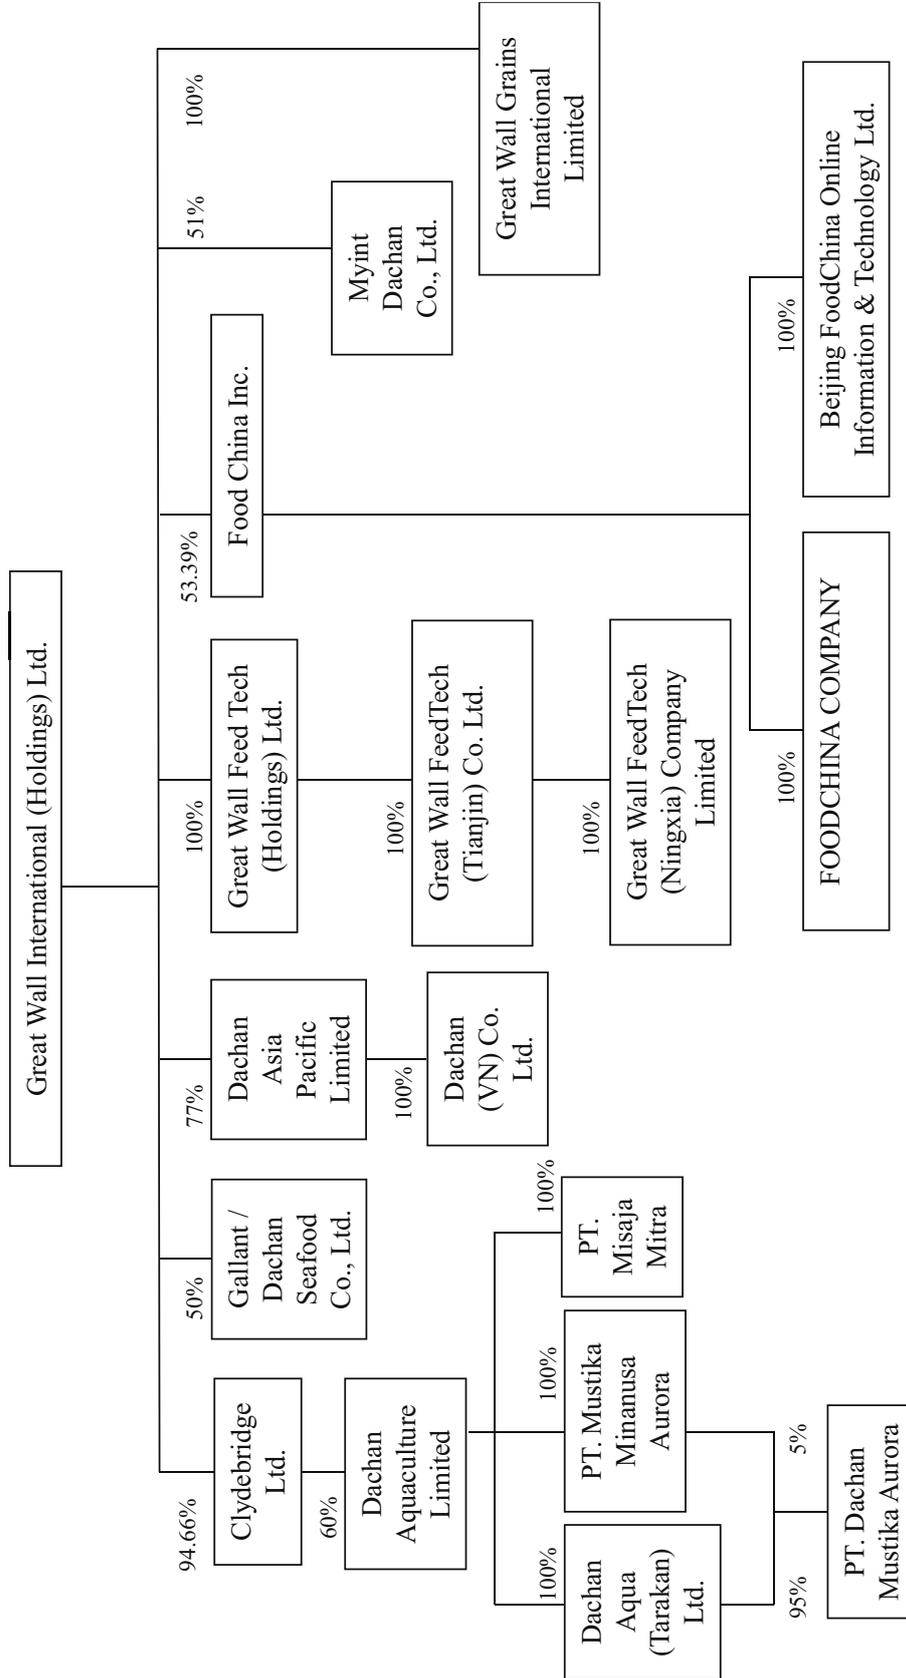 Great Wall International (Holdings) Ltd.
94.66%
50%
77%
100%
53.39%
51%
100%
Clydebridge
Ltd.
Gallant /
Dachan
Seafood
Co., Ltd.
Dachan
Asia
Pacific
Limited
Great Wall Feed Tech
(Holdings) Ltd.
Food China Inc.
Myint
Dachan
Co., Ltd.
Great Wall Grains
International
Limited
60%
100%
100%
Dachan
Aquaculture
Limited
Dachan
(VN) Co.
Ltd.
Great Wall FeedTech
(Tianjin) Co. Ltd.
100%
100%
100%
100%
Dachan
Aqua
(Tarakan)
Ltd.
PT. Mustika
Minanusa
Aurora
PT.
Misaja
Mitra
Great Wall FeedTech
(Ningxia) Company
Limited
95%
5%
100%
100%
PT. Dachan
Mustika Aurora
FOODCHINA COMPANY
Beijing FoodChina Online
Information & Technology Ltd.